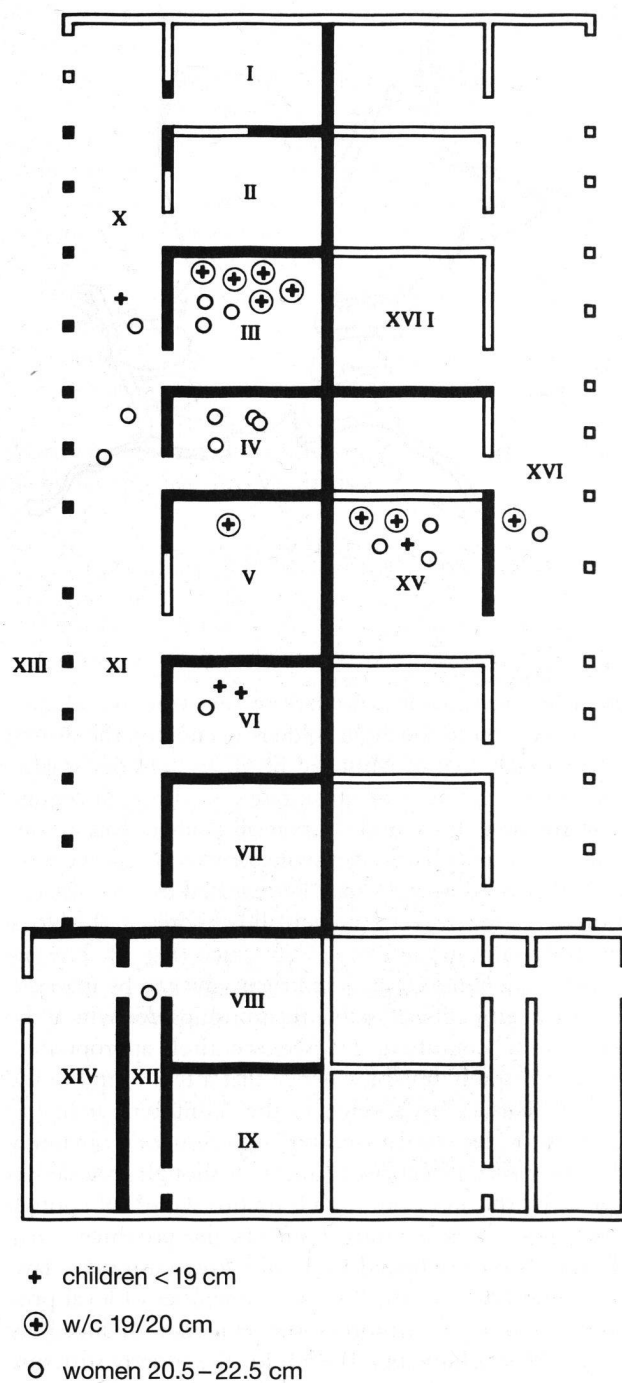 I
II
X
III
XVI I
IV
XVI
V
XV
XIII
XI
VI
VII
VIII
XIV
XII
IX
children <19 cm
w/c 19/20 cm
women 20.5–22.5 cm